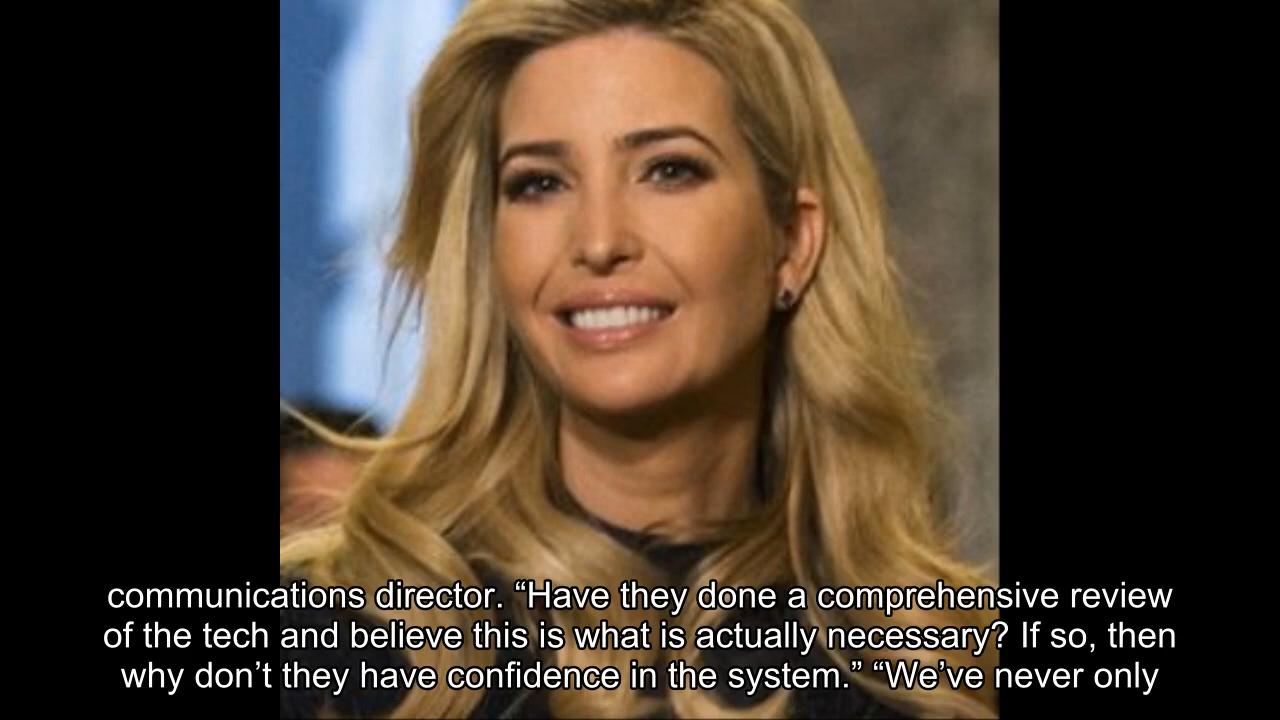 communications director. “Have they done a comprehensive review
of the tech and believe this is what is actually necessary? If so, then
why don’t they have confidence in the system.” “We’ve never only